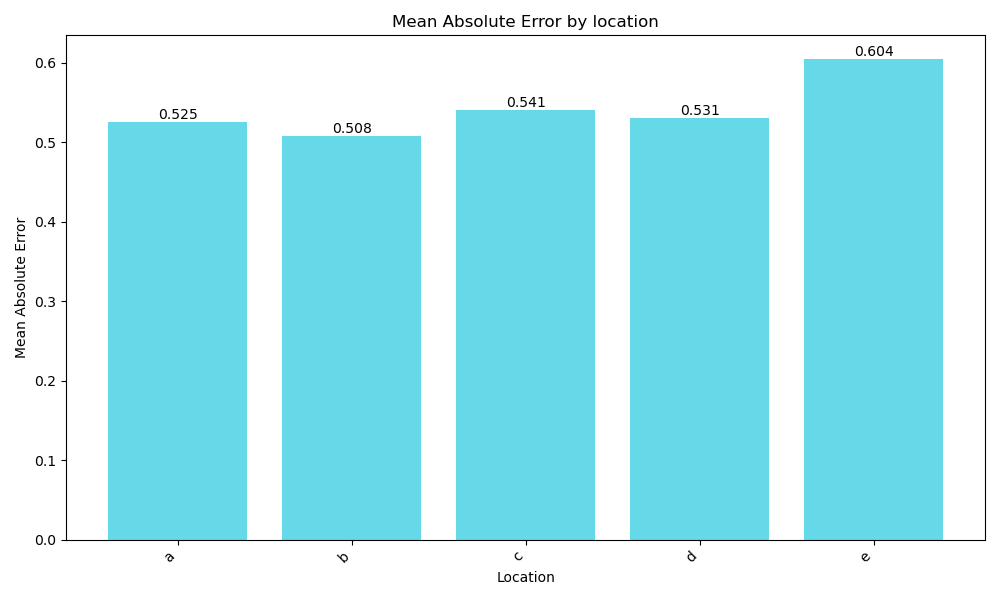 Mean Absolute Error by location
Mean Absolute Error
0.6
0.5
0.4
0.3
0.2
0.1
0.0
0.525
0.508
0.541
0.531
0.604
a
b
c
d
e
Location